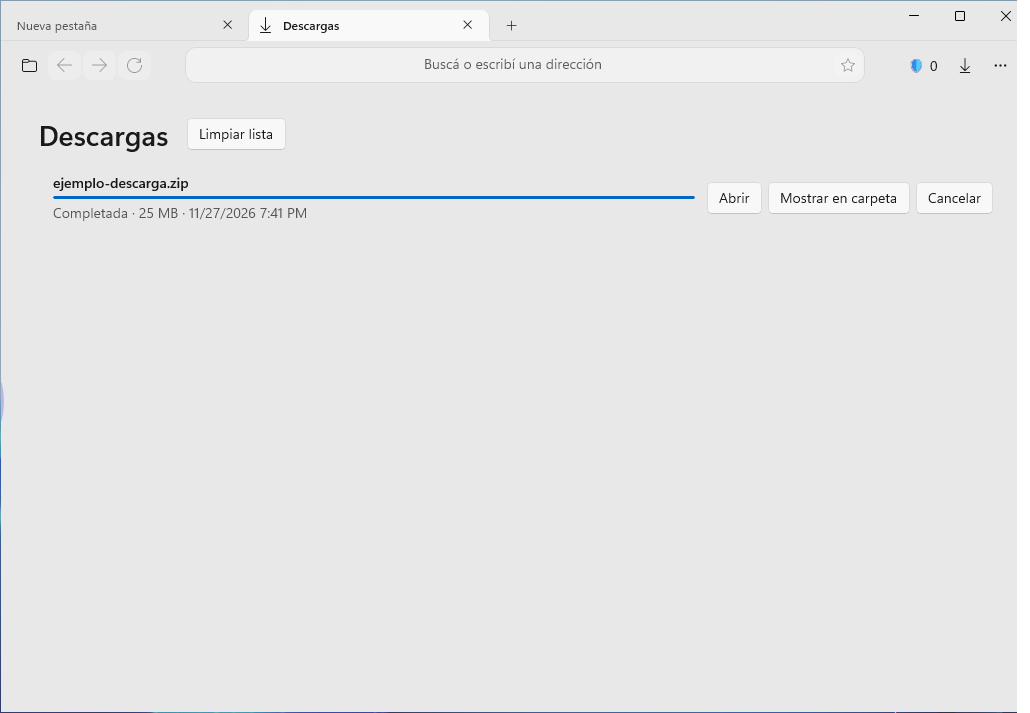 Nueva pestaña
Descargas
Buscá o escribí una dirección
0
Descargas
Limpiar lista
ejemplo-descarga.zip
Completada · 25 MB · 11/27/2026 7:41 PM
Abrir
Mostrar en carpeta
Cancelar